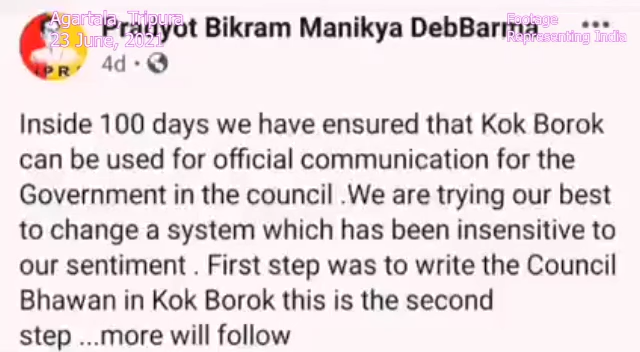 Agartala, Tripura
23 June, 2021
Footage
Representing India
Pradyot Bikram Manikya DebBarma
4d
IPR
Inside 100 days we have ensured that Kok Borok
can be used for official communication for the
Government in the council .We are trying our best
to change a system which has been insensitive to
our sentiment . First step was to write the Council
Bhawan in Kok Borok this is the second
step ...more will follow